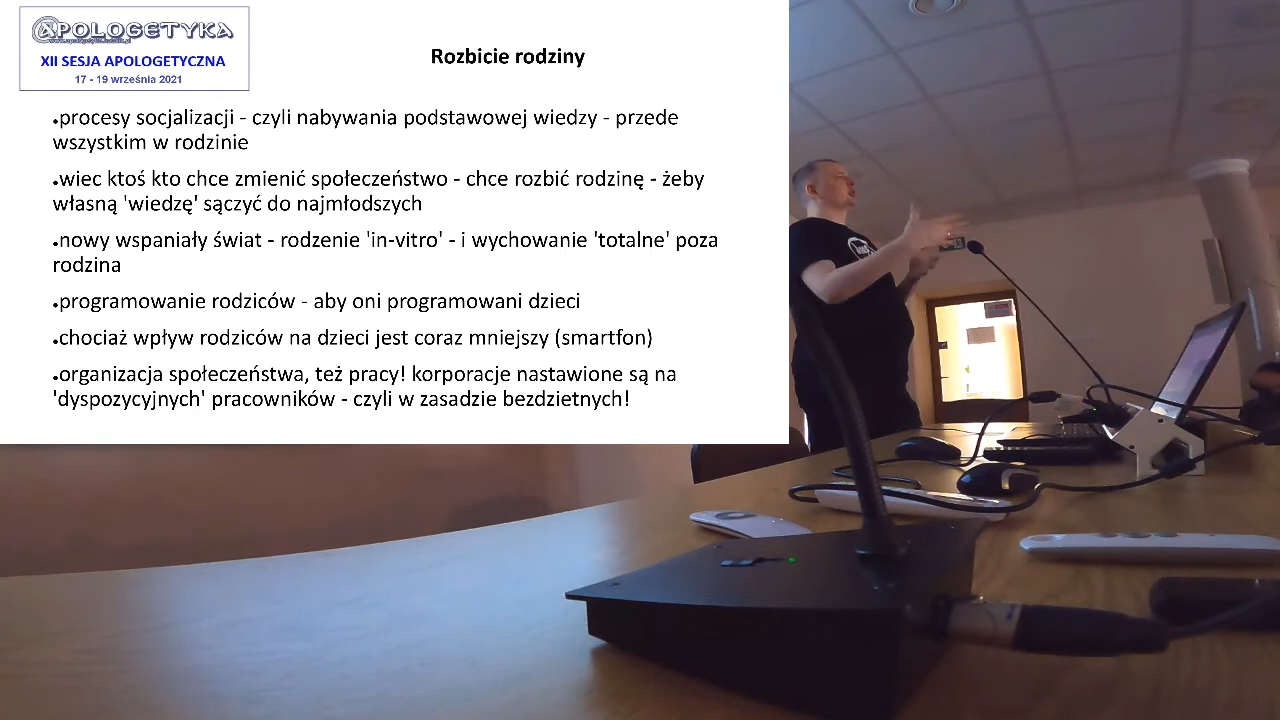 APOLOGETYKA
XII SESJA APOLOGETYCZNA
17 - 19 września 2021
Rozbicie rodziny
procesy socjalizacji - czyli nabywania podstawowej wiedzy - przede
wszystkim w rodzinie
wiec ktoś kto chce zmienić społeczeństwo - chce rozbić rodzinę - żeby
własną 'wiedzę' sączyć do najmłodszych
nowy wspaniały świat - rodzenie 'in-vitro' - i wychowanie 'totalne' poza
rodzina
programowanie rodziców - aby oni programowani dzieci
chociaż wpływ rodziców na dzieci jest coraz mniejszy (smartfon)
organizacja społeczeństwa, też pracy! korporacje nastawione są na
'dyspozycyjnych' pracowników - czyli w zasadzie bezdzietnych!